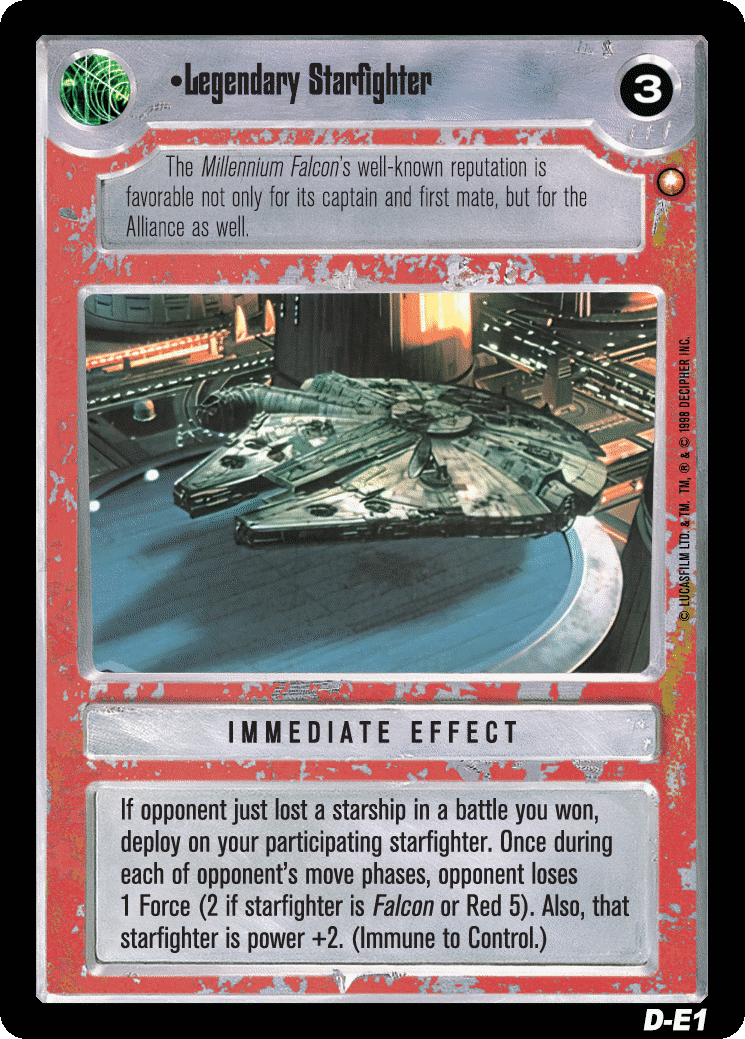 •Legendary Starfighter
3
The Millennium Falcon's well-known reputation is
favorable not only for its captain and first mate, but for the
Alliance as well.
© LUCASFILM LTD. & TM. TM, ® & © 1998 DECIPHER INC.
IMMEDIATE EFFECT
If opponent just lost a starship in a battle you won,
deploy on your participating starfighter. Once during
each of opponent's move phases, opponent loses
1 Force (2 if starfighter is Falcon or Red 5). Also, that
starfighter is power +2. (Immune to Control.)
D-E1